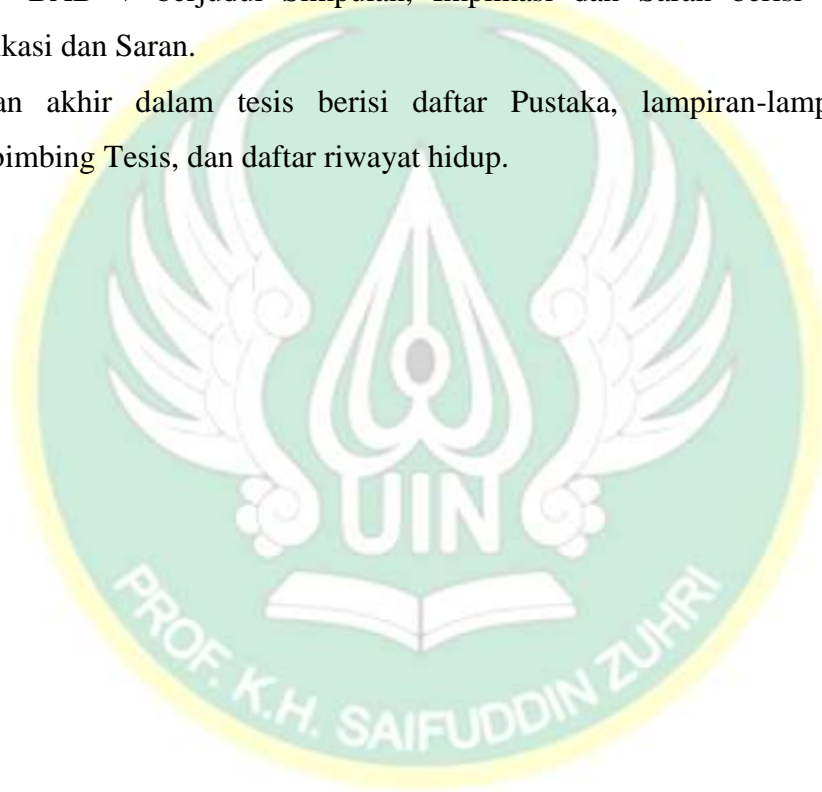 BAB V berjudul Simpulan, Implikasi dan Saran berisi
kasi dan Saran.
an akhir dalam tesis berisi daftar Pustaka, lampiran-lamp
bimbing Tesis, dan daftar riwayat hidup.
UIN
PROF. K.H. SAIFUDDIN ZUHRI